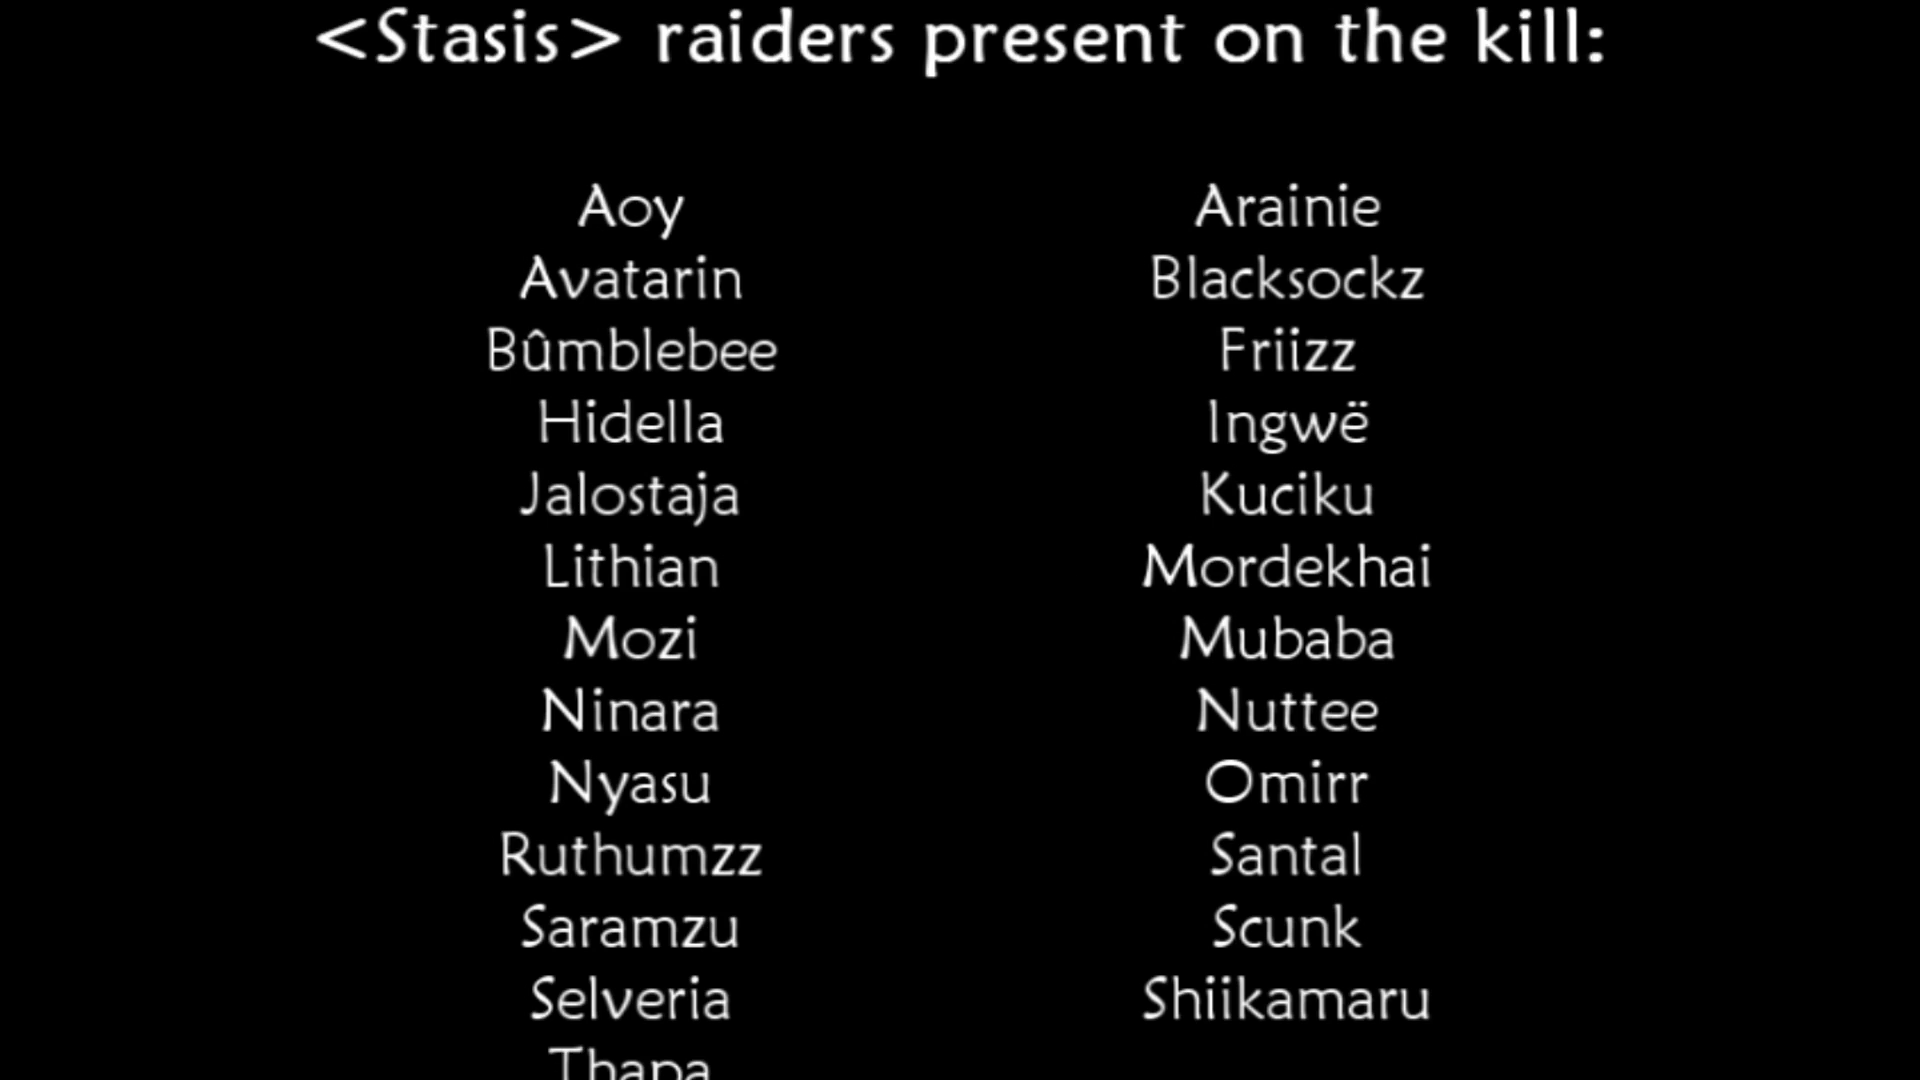 <Stasis> raiders present on the kill:
Aoy Arainie
Avatarin Blacksockz
Bûmblebee Friizz
Hidella Ingwë
Jalostaja Kuciku
Lithian Mordekhai
Mozi Mubaba
Ninara Nuttee
Nyasu Omirr
Ruthumzz Santal
Saramzu Scunk
Selveria Shiikamaru
Thapa